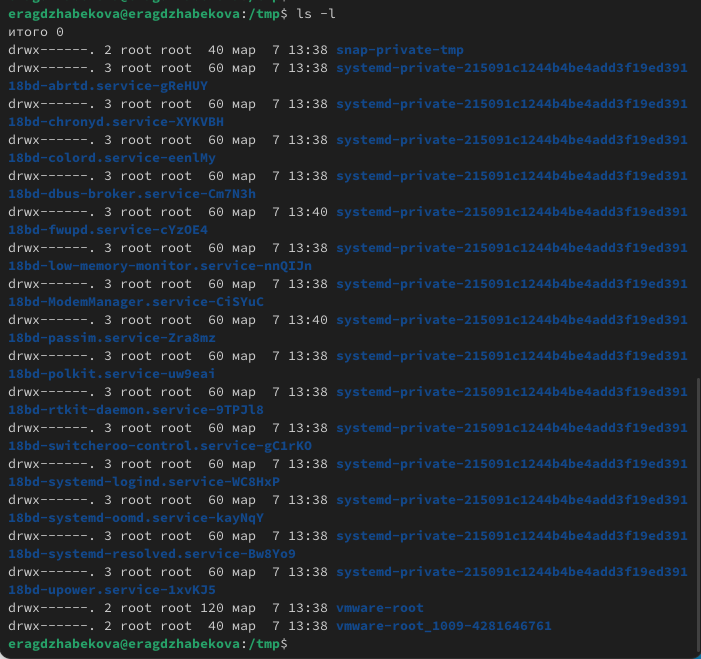 eragdzhabekova@eragdzhabekova:/tmp$ ls -l
итого 0
drwx------. 2 root root  40 мар  7 13:38 snap-private-tmp
drwx------. 3 root root  60 мар  7 13:38 systemd-private-215091c1244b4be4add3f19ed391
18bd-abrtd.service-gReHUY
drwx------. 3 root root  60 мар  7 13:38 systemd-private-215091c1244b4be4add3f19ed391
18bd-chronyd.service-XYKVBH
drwx------. 3 root root  60 мар  7 13:38 systemd-private-215091c1244b4be4add3f19ed391
18bd-colord.service-eenlMy
drwx------. 3 root root  60 мар  7 13:38 systemd-private-215091c1244b4be4add3f19ed391
18bd-dbus-broker.service-Cm7N3h
drwx------. 3 root root  60 мар  7 13:40 systemd-private-215091c1244b4be4add3f19ed391
18bd-fwupd.service-cYzOE4
drwx------. 3 root root  60 мар  7 13:38 systemd-private-215091c1244b4be4add3f19ed391
18bd-low-memory-monitor.service-nnQIJn
drwx------. 3 root root  60 мар  7 13:38 systemd-private-215091c1244b4be4add3f19ed391
18bd-ModemManager.service-CiSYuC
drwx------. 3 root root  60 мар  7 13:40 systemd-private-215091c1244b4be4add3f19ed391
18bd-passim.service-Zra8mz
drwx------. 3 root root  60 мар  7 13:38 systemd-private-215091c1244b4be4add3f19ed391
18bd-polkit.service-uw9eai
drwx------. 3 root root  60 мар  7 13:38 systemd-private-215091c1244b4be4add3f19ed391
18bd-rtkit-daemon.service-9TPJl8
drwx------. 3 root root  60 мар  7 13:38 systemd-private-215091c1244b4be4add3f19ed391
18bd-switcheroo-control.service-gC1rKO
drwx------. 3 root root  60 мар  7 13:38 systemd-private-215091c1244b4be4add3f19ed391
18bd-systemd-logind.service-WC8HxP
drwx------. 3 root root  60 мар  7 13:38 systemd-private-215091c1244b4be4add3f19ed391
18bd-systemd-oomd.service-kayNqY
drwx------. 3 root root  60 мар  7 13:38 systemd-private-215091c1244b4be4add3f19ed391
18bd-systemd-resolved.service-Bw8Yo9
drwx------. 3 root root  60 мар  7 13:38 systemd-private-215091c1244b4be4add3f19ed391
18bd-upower.service-1xvKJ5
drwx------. 2 root root 120 мар  7 13:38 vmware-root
drwx------. 2 root root  40 мар  7 13:38 vmware-root_1009-4281646761
eragdzhabekova@eragdzhabekova:/tmp$